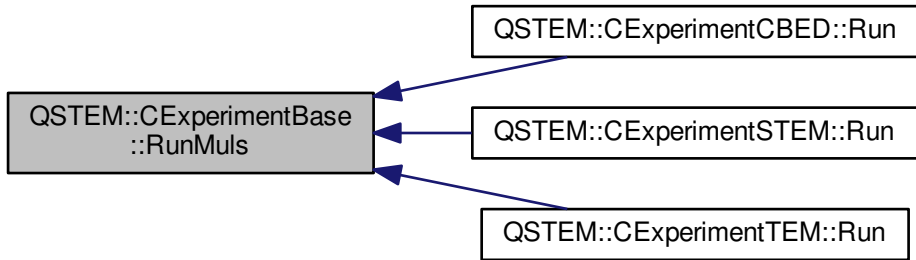 QSTEM::CExperimentBase
::RunMuls
QSTEM::CExperimentCBED::Run
QSTEM::CExperimentSTEM::Run
QSTEM::CExperimentTEM::Run